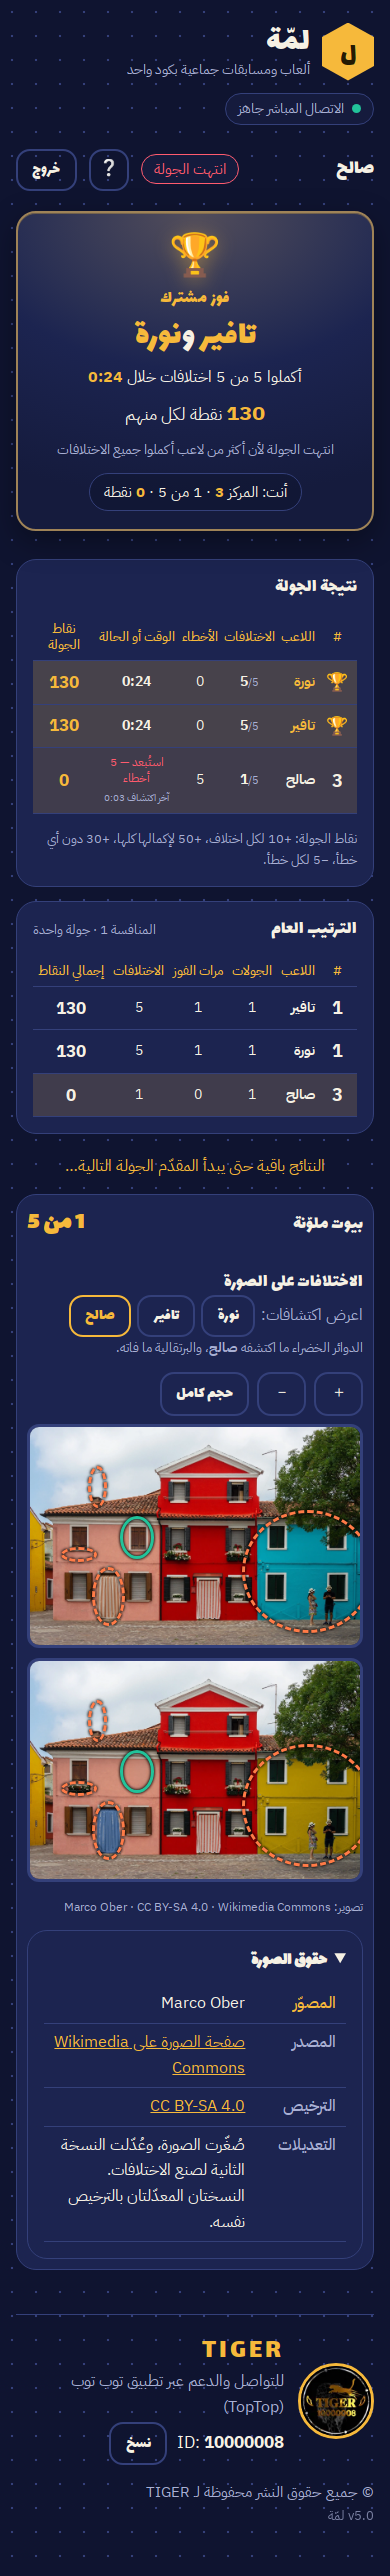 ل
لمّة
ألعاب ومسابقات جماعية بكود واحد
الاتصال المباشر جاهز
صالح
انتهت الجولة
?
خروج
فوز مشترك
تافير ونورة
أكملوا 5 من 5 اختلافات خلال 0:24
130 نقطة لكل منهم
انتهت الجولة لأن أكثر من لاعب أكملوا جميع الاختلافات
أنت: المركز 3 · 1 من 5 · 0 نقطة
نتيجة الجولة
# اللاعب الاختلافات الأخطاء الوقت أو الحالة نقاط الجولة
نورة 5/5 0 0:24 130
تافير 5/5 0 0:24 130
3 صالح 1/5 5 استُبعد — 5 أخطاء 0
آخر اكتشاف 0:03
نقاط الجولة: +10 لكل اختلاف، +50 لإكمالها كلها، +30 دون أي
خطأ، −5 لكل خطأ.
الترتيب العام
المنافسة 1 · جولة واحدة
# اللاعب الجولات مرات الفوز الاختلافات إجمالي النقاط
1 تافير 1 1 5 130
1 نورة 1 1 5 130
3 صالح 1 0 1 0
النتائج باقية حتى يبدأ المقدّم الجولة التالية...
بيوت ملوّنة
1 من 5
الاختلافات على الصورة
اعرض اكتشافات: نورة تافير صالح
الدوائر الخضراء ما اكتشفه صالح، والبرتقالية ما فاته.
+ − حجم كامل
تصوير: Marco Ober · CC BY-SA 4.0 · Wikimedia Commons
▼ حقوق الصورة
المصوّر Marco Ober
المصدر صفحة الصورة على Wikimedia
Commons
الترخيص CC BY-SA 4.0
التعديلات صُغّرت الصورة، وعُدّلت النسخة
الثانية لصنع الاختلافات.
النسختان المعدّلتان بالترخيص
نفسه.
TIGER
10000008
TIGER
للتواصل والدعم عبر تطبيق توب توب
(TopTop)
ID: 10000008
نسخ
© جميع حقوق النشر محفوظة لـ TIGER
لمّة v5.0